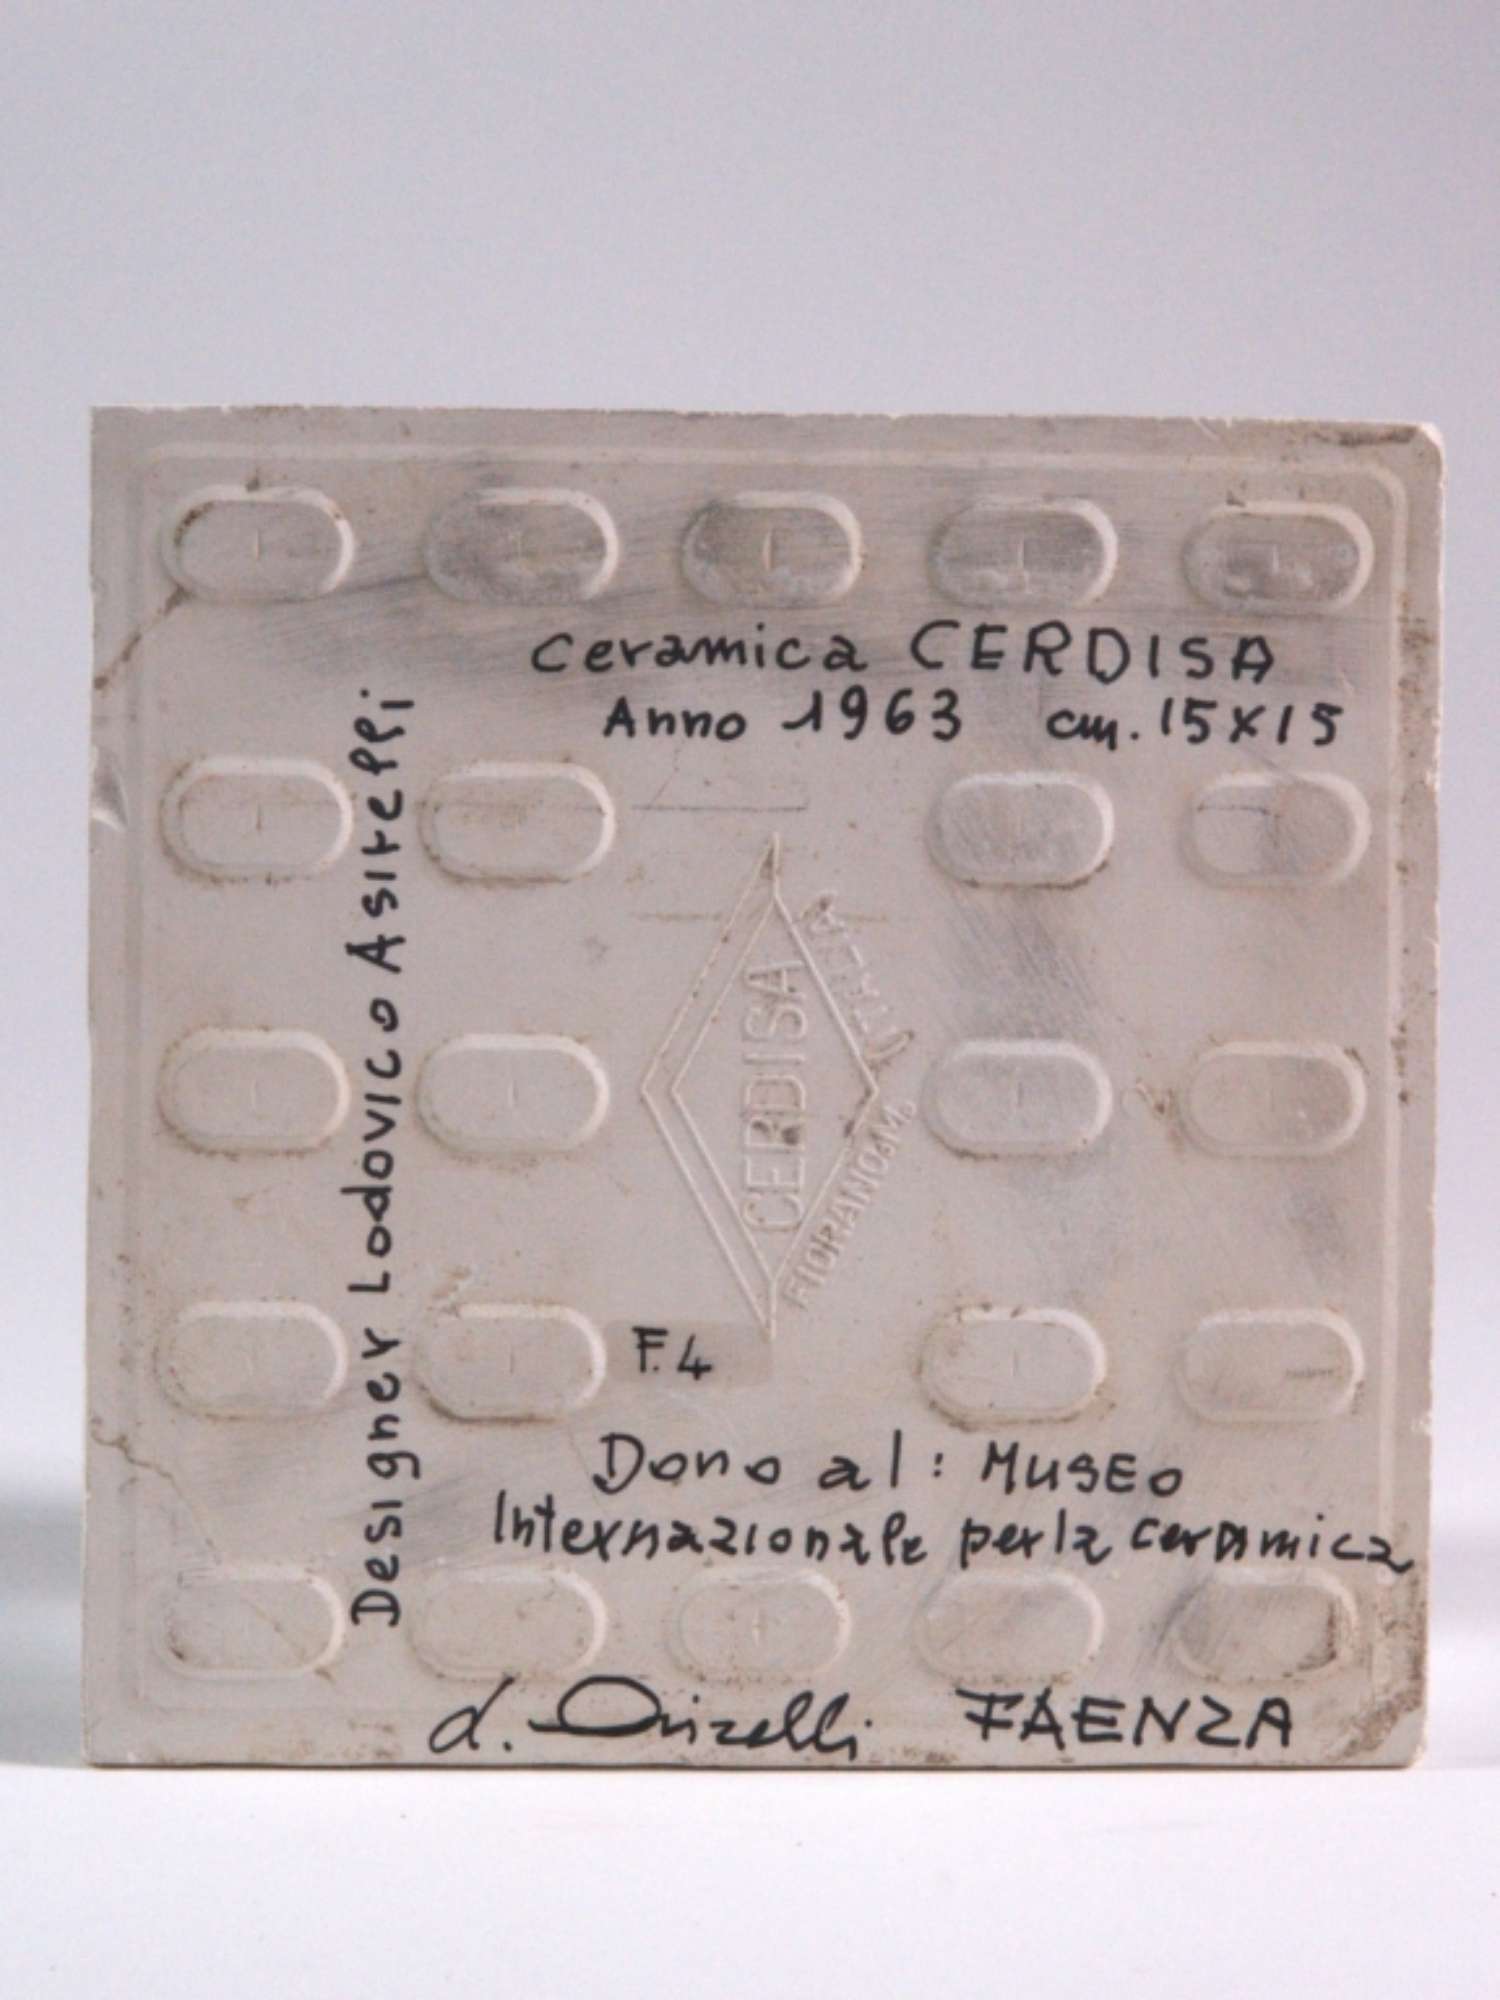 ceramica CERDISA
Anno 1963 cm. 15x15
Designer Lodovico Asirelli
CERDISA
ITALIA
FIORANO
F. 4
Dono al: MUSEO
Internazionale per la ceramica
FAENZA